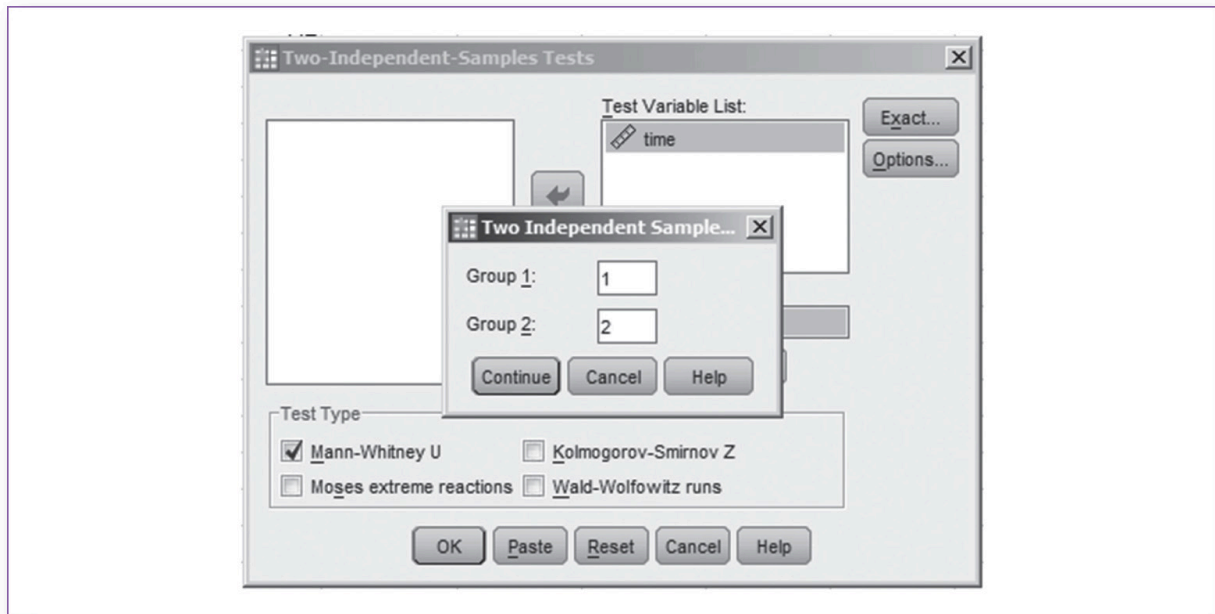 Two-Independent-Samples Tests
Test Variable List:
time
Exact...
Options...
Two Independent Sample...
Group 1:
1
Group 2:
2
Continue Cancel Help
Test Type
Mann-Whitney U
Kolmogorov-Smirnov Z
Moses extreme reactions
Wald-Wolfowitz runs
OK Paste Reset Cancel Help